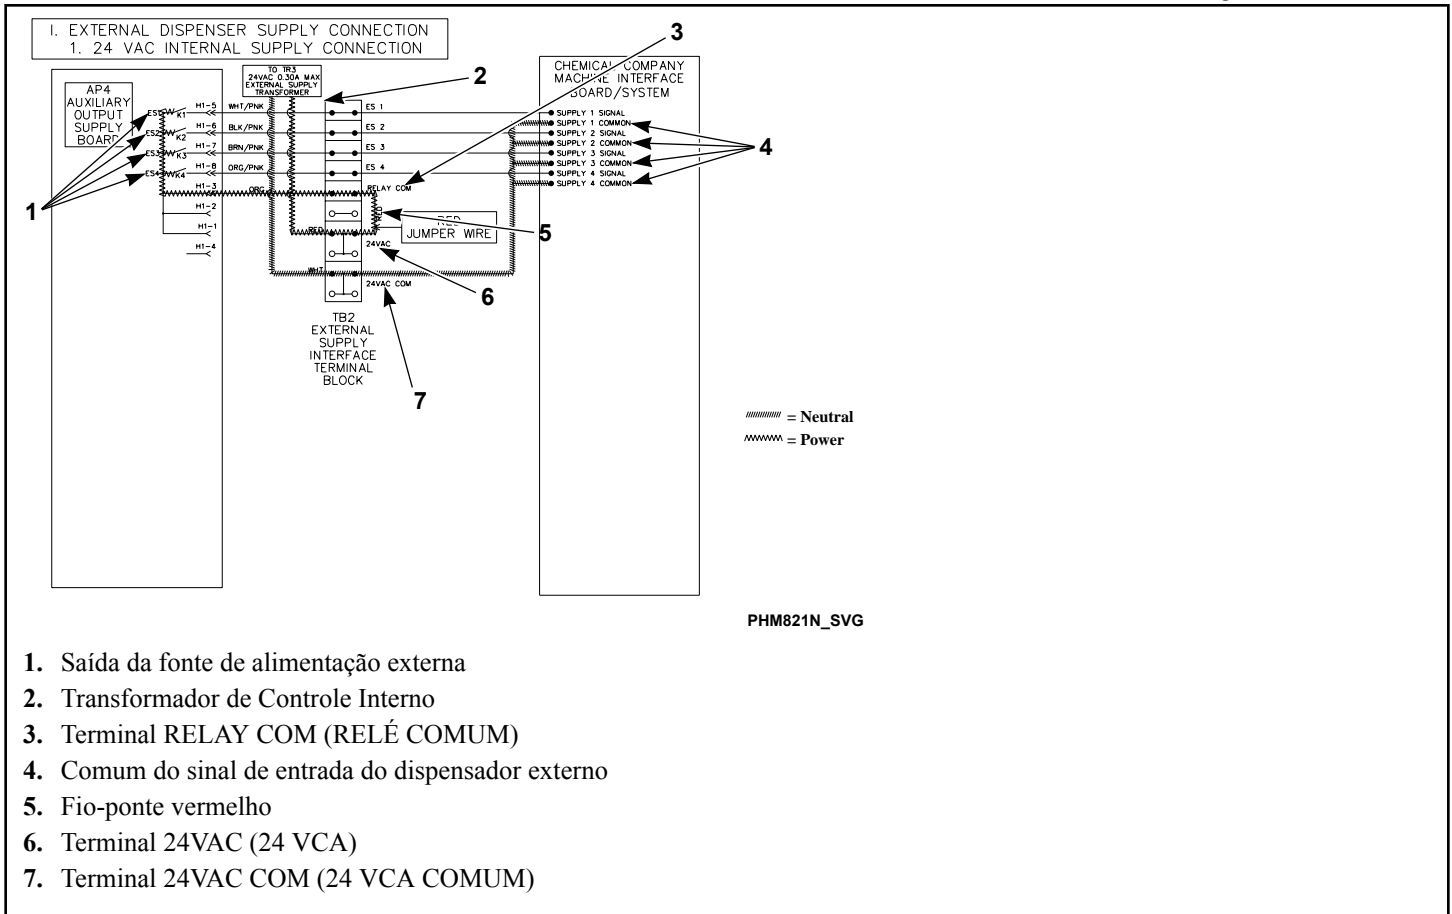 I. EXTERNAL DISPENSER SUPPLY CONNECTION
1. 24 VAC INTERNAL SUPPLY CONNECTION
3
2
TO TR3
24VAC 0.30A MAX
EXTERNAL SUPPLY
TRANSFORMER
CHEMICAL COMPANY
MACHINE INTERFACE
BOARD/SYSTEM
AP4
AUXILIARY
OUTPUT
SUPPLY
BOARD
ES1 K1 H1-5 WHT/PNK ES 1 SUPPLY 1 SIGNAL
SUPPLY 1 COMMON
ES2 K2 H1-6 BLK/PNK ES 2 SUPPLY 2 SIGNAL
SUPPLY 2 COMMON
ES3 K3 H1-7 BRN/PNK ES 3 SUPPLY 3 SIGNAL
SUPPLY 3 COMMON
ES4 K4 H1-8 ORG/PNK ES 4 SUPPLY 4 SIGNAL
H1-3 ORG RELAY COM SUPPLY 4 COMMON
4
1
H1-2
RED
H1-1
RED
RED
JUMPER WIRE
5
H1-4
24VAC
WHT
24VAC COM
6
7
TB2
EXTERNAL
SUPPLY
INTERFACE
TERMINAL
BLOCK
= Neutral
= Power
PHM821N_SVG
1. Saída da fonte de alimentação externa
2. Transformador de Controle Interno
3. Terminal RELAY COM (RELÉ COMUM)
4. Comum do sinal de entrada do dispensador externo
5. Fio-ponte vermelho
6. Terminal 24VAC (24 VCA)
7. Terminal 24VAC COM (24 VCA COMUM)